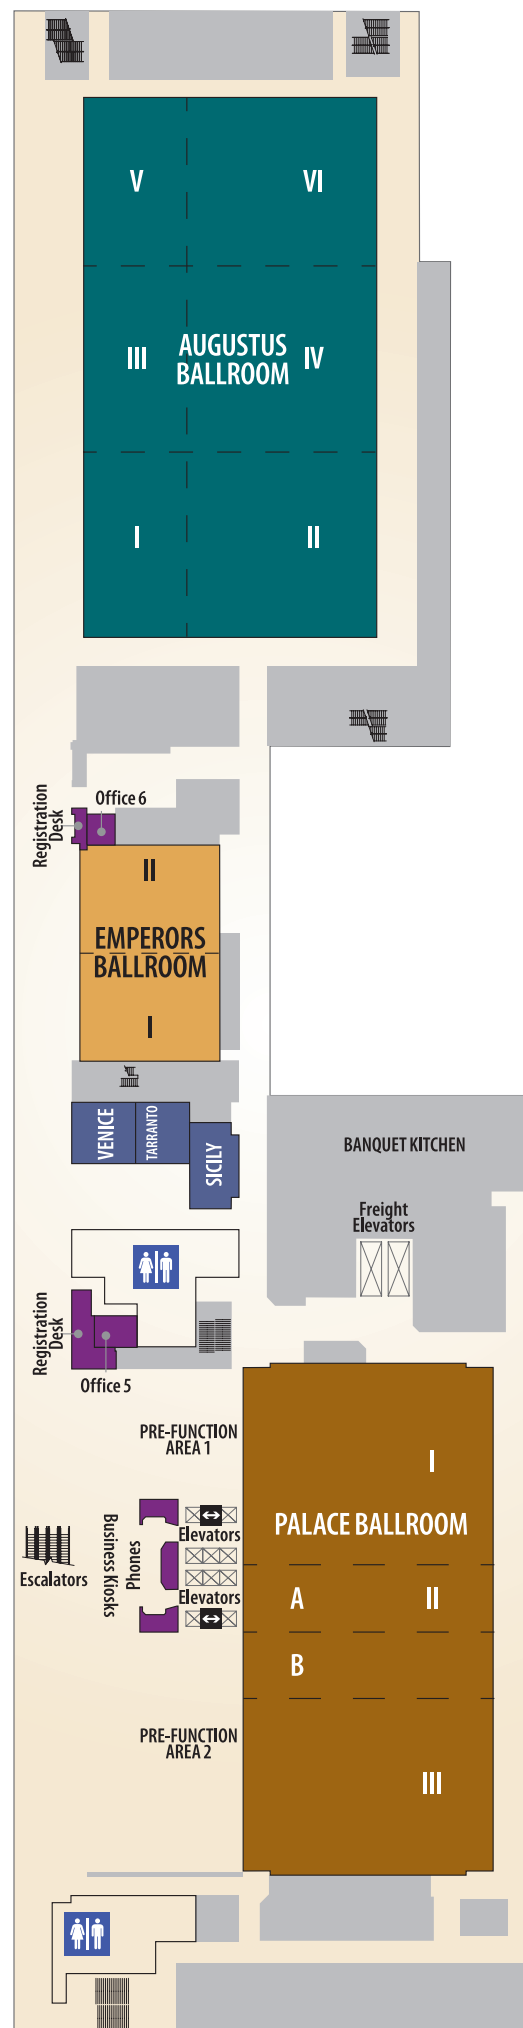 V
VI
III
AUGUSTUS
BALLROOM
IV
I
II
Office 6
Registration
Desk
II
EMPERORS
BALLROOM
I
VENICE
TARRANTO
SICILY
BANQUET KITCHEN
Freight
Elevators
Registration
Desk
Office 5
PRE-FUNCTION
AREA 1
I
PALACE BALLROOM
Escalators
Business Kiosks
Phones
Elevators
Elevators
A
II
B
PRE-FUNCTION
AREA 2
III